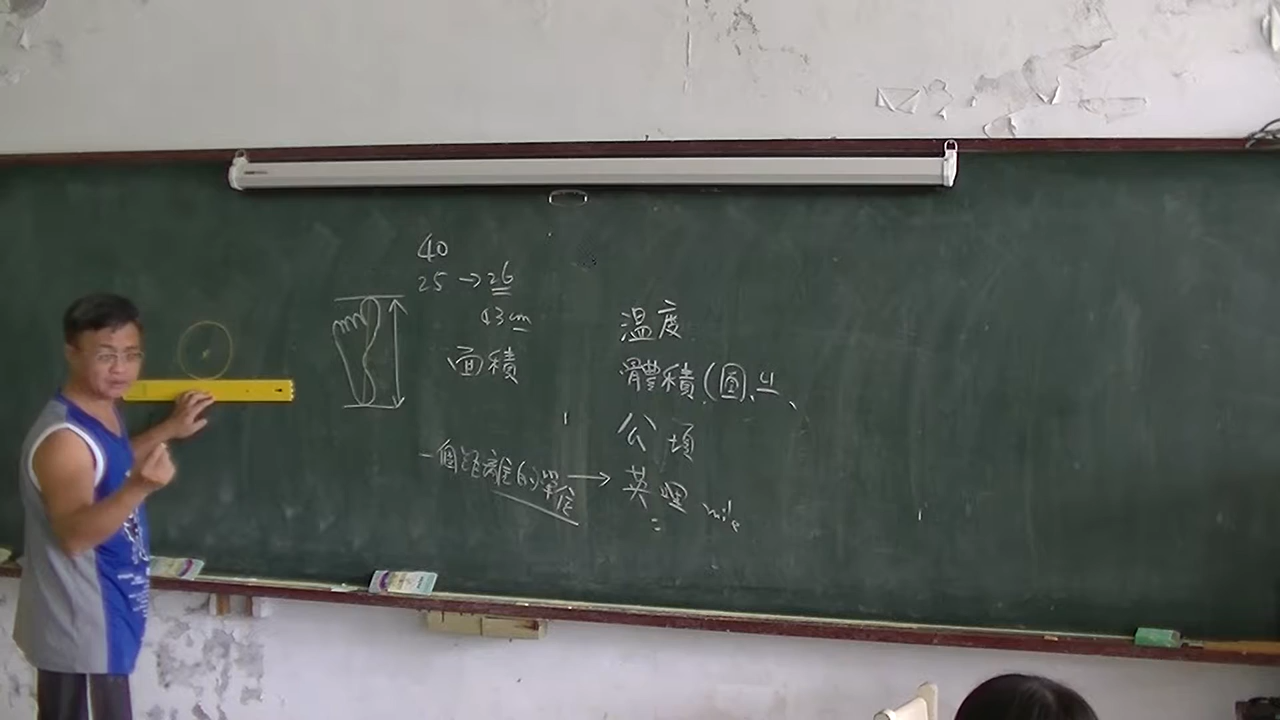 40
25 → 26
43 cm
面積
一個距離的單位 →
溫度
體積(圓、
公頃
英哩 mile